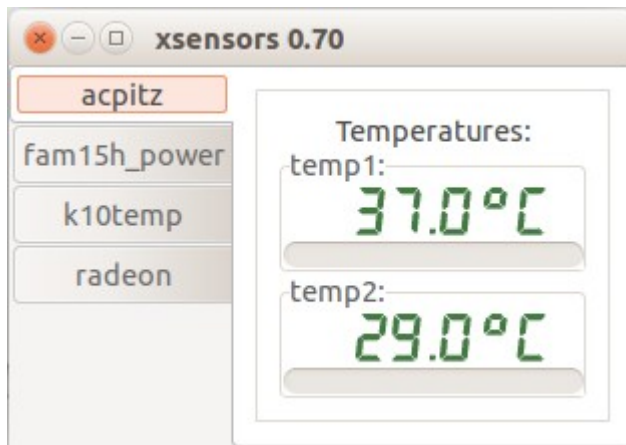 xsensors 0.70
acpitz
fam15h_power
k10temp
radeon
Temperatures:
temp1:
37.0°C
temp2:
29.0°C